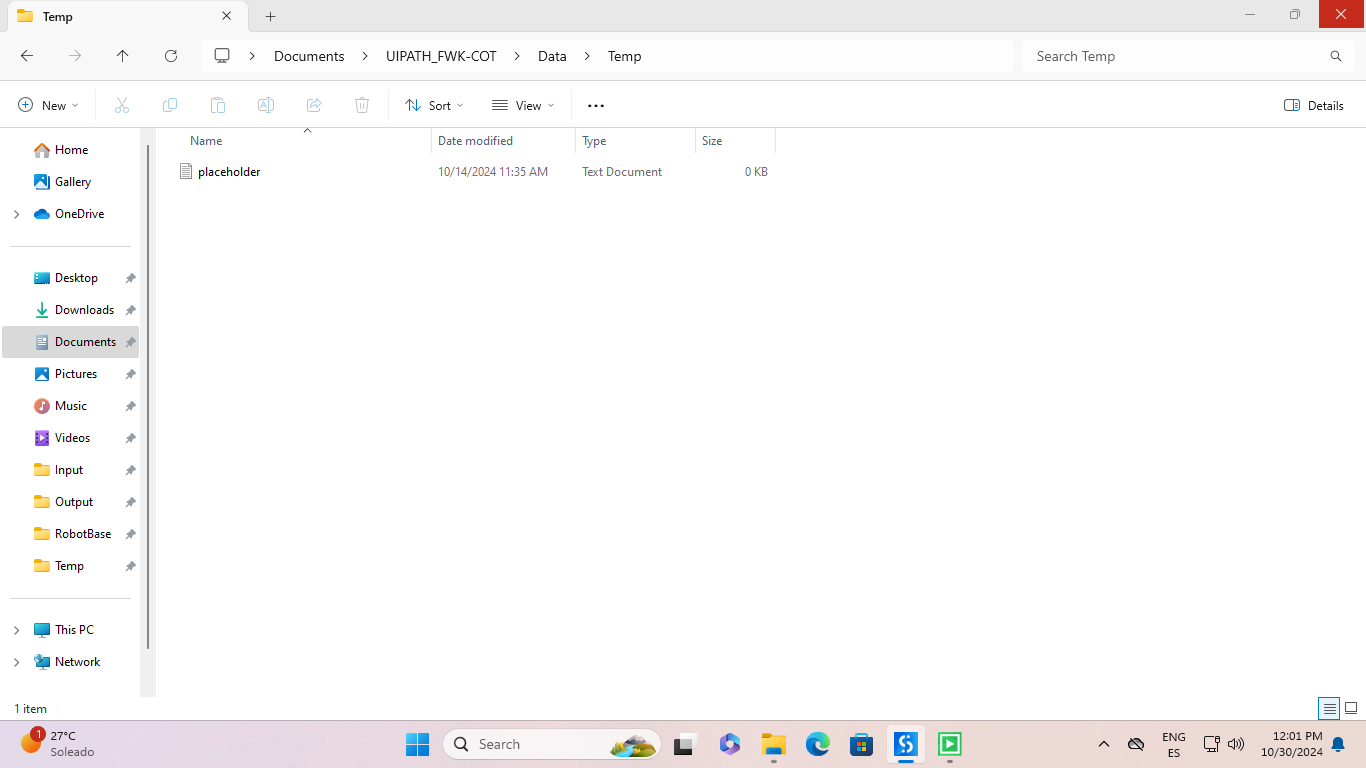 Temp
Documents > UIPATH_FWK-COT > Data > Temp
Search Temp
New
Sort
View
Details
Name
Date modified
Type
Size
placeholder
10/14/2024 11:35 AM
Text Document
0 KB
Home
Gallery
OneDrive
Desktop
Downloads
Documents
Pictures
Music
Videos
Input
Output
RobotBase
Temp
This PC
Network
1 item
1
27°C
Soleado
Search
ENG
ES
12:01 PM
10/30/2024